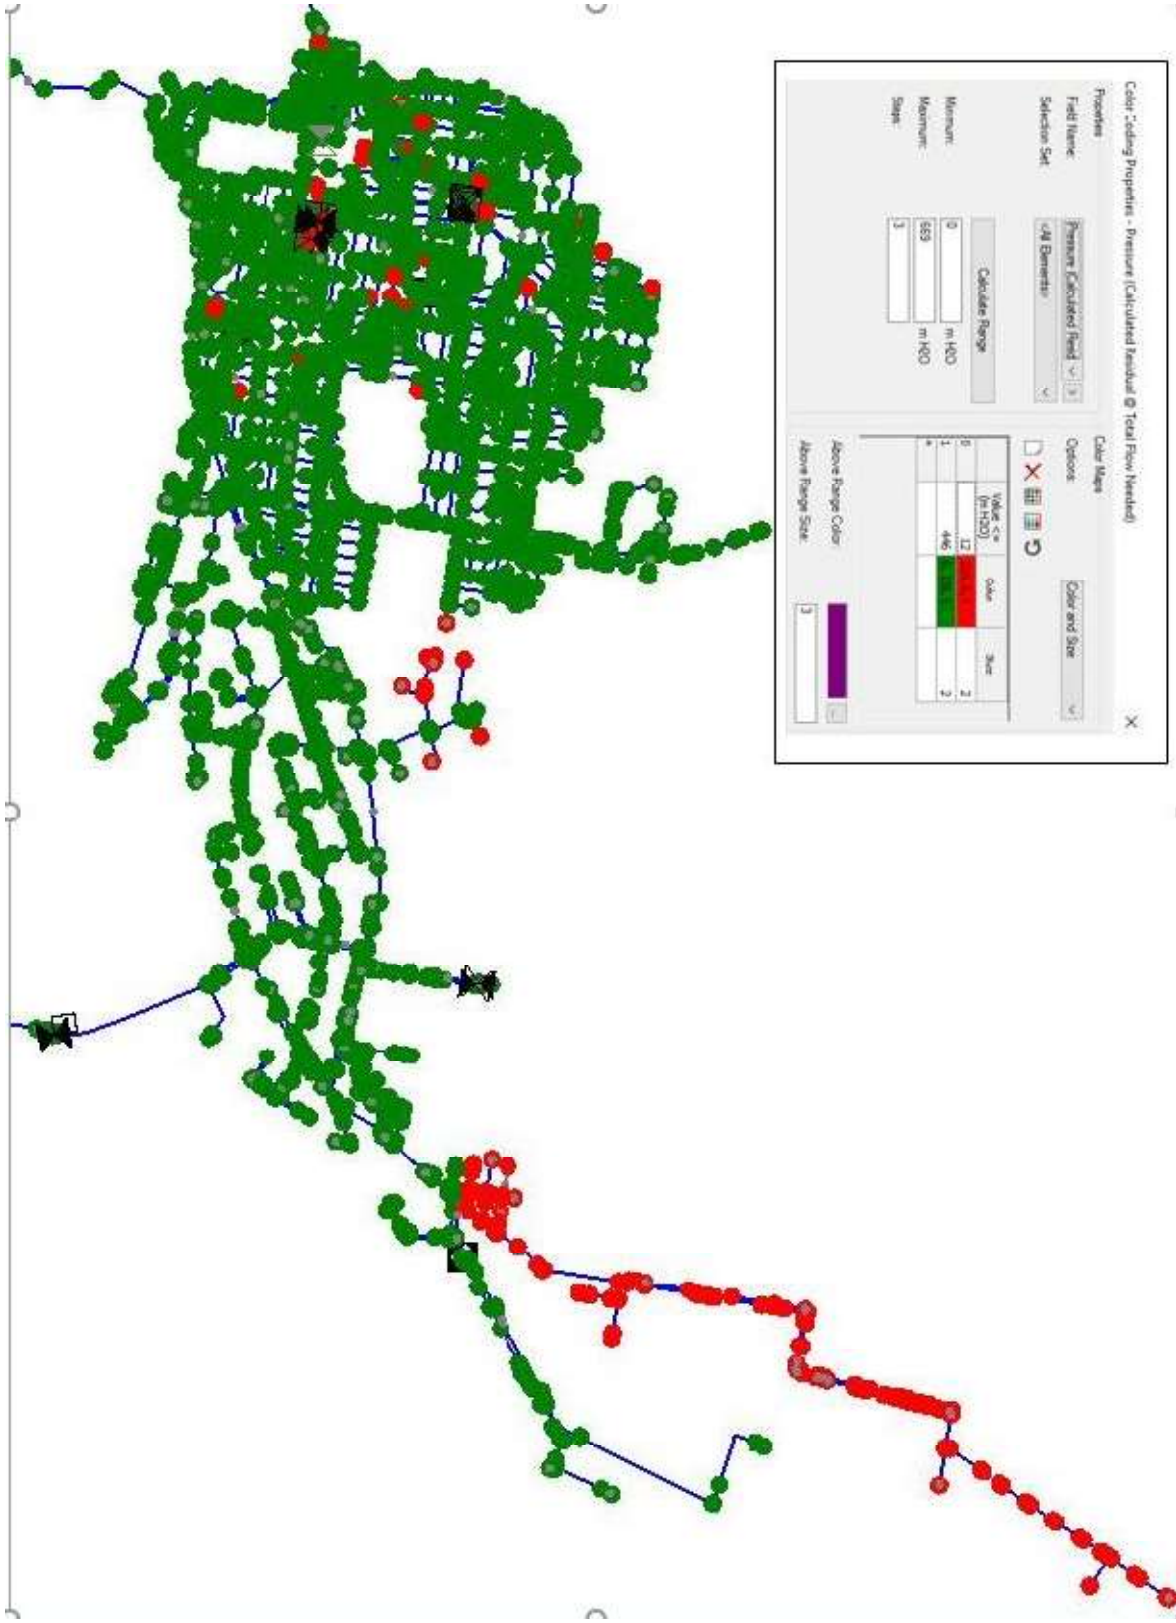 Color Coding Properties - Pressure (Calculated Residual @ Total Flow Needed)
X
Properties
Field Name:
Pressure (Calculated Resid
Selection Set:
<All Elements>
Calculate Range
Minimum:
0
m H2O
Maximum:
669
m H2O
Steps:
3
Color Maps
Options:
Color and Size
Value <=
(m H2O)
Color
Size
0
12
2
1
446
2
*
Above Range Color:
Above Range Size:
3